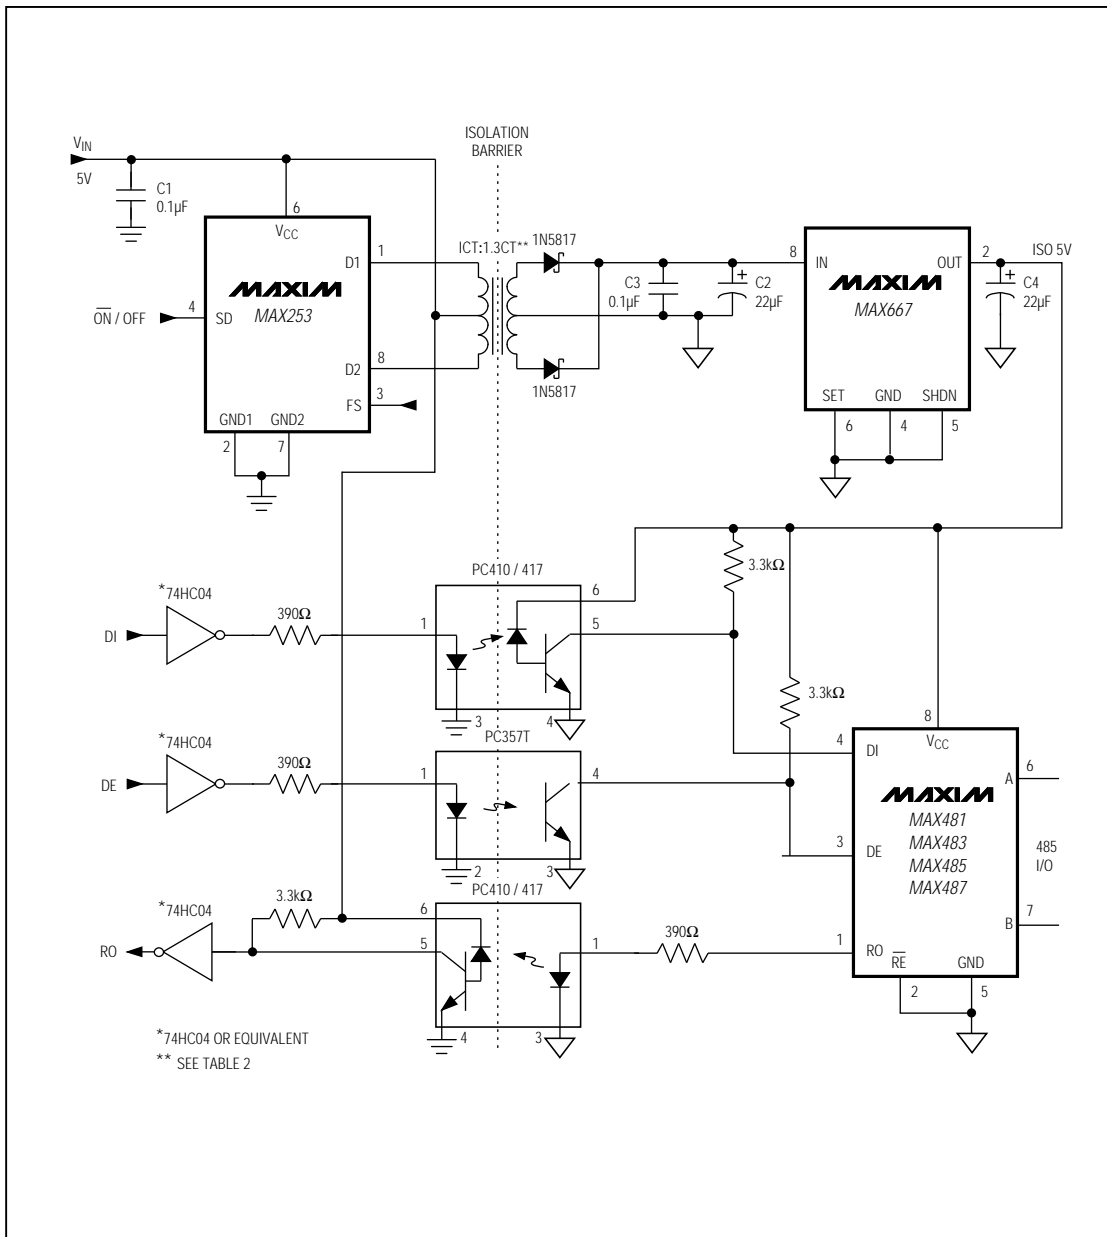 ISOLATION
BARRIER
V_IN
5V
C1
0.1µF
6
V_CC
1
D1
MAXIM
MAX253
4
ON / OFF
SD
8
D2
3
FS
GND1
GND2
2
7
ICT:1.3CT**
1N5817
1N5817
C3
0.1µF
+
C2
22µF
8
IN
OUT
2
ISO 5V
MAXIM
MAX667
+
C4
22µF
SET
GND
SHDN
6
4
5
*74HC04
390Ω
DI
PC410 / 417
1
6
5
3
4
3.3kΩ
3.3kΩ
*74HC04
390Ω
DE
PC357T
1
4
2
3
*74HC04
3.3kΩ
RO
PC410 / 417
6
5
1
4
3
390Ω
8
V_CC
4
DI
A
6
MAXIM
MAX481
MAX483
MAX485
MAX487
3
DE
485
I/O
B
7
1
RO
RE
GND
2
5
*74HC04 OR EQUIVALENT
** SEE TABLE 2